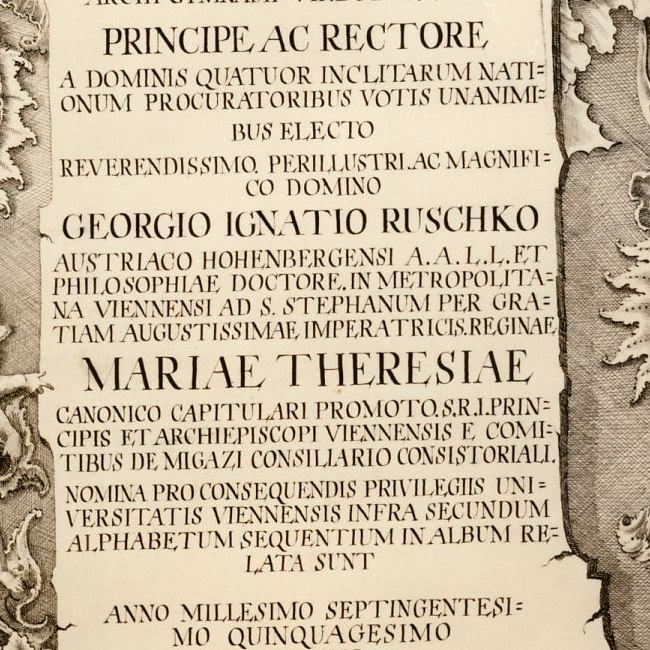 PRINCIPE AC RECTORE
A DOMINIS QUATUOR INCLITARUM NATI=
ONUM PROCURATORIBUS VOTIS UNANIMI=
BUS ELECTO
REVERENDISSIMO. PERILLUSTRI. AC MAGNIFI=
CO DOMINO
GEORGIO IGNATIO RUSCHKO
AUSTRIACO HOHENBERGENSI A. A. L. L. ET
PHILOSOPHIAE DOCTORE. IN METROPOLITA=
NA VIENNENSI AD S. STEPHANUM PER GRA=
TIAM AUGUSTISSIMAE IMPERATRICIS. REGINAE
MARIAE THERESIAE
CANONICO CAPITULARI PROMOTO. S. R. I. PRIN=
CIPIS ET ARCHIEPISCOPI VIENNENSIS E COMI=
TIBUS DE MIGAZI CONSILIARIO CONSISTORIALI.
NOMINA PRO CONSEQUENDIS PRIVILEGIIS UNI=
VERSITATIS VIENNENSIS INFRA SECUNDUM
ALPHABETUM SEQUENTIUM IN ALBUM RE=
LATA SUNT
ANNO MILLESIMO SEPTINGENTESI=
MO QUINQUAGESIMO